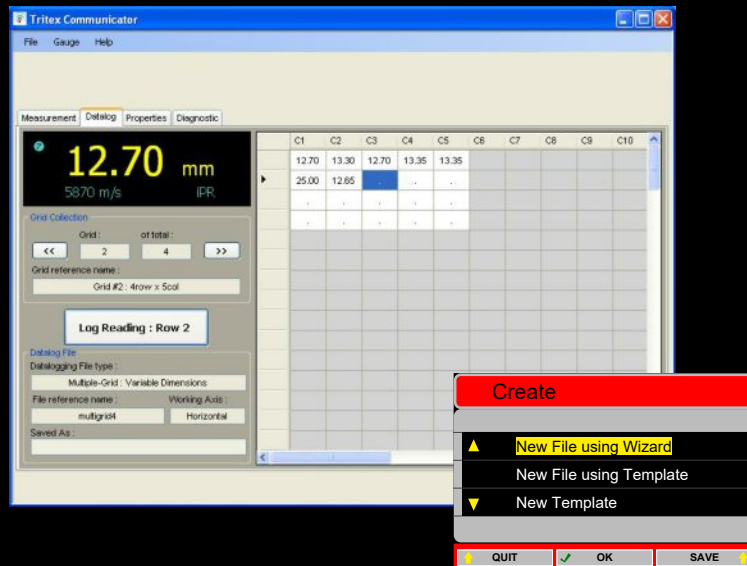 Tritex Communicator
File Gauge Help
Measurement Datalog Properties Diagnostic
12.70 mm
5870 m/s IPR
Grid Collection
Grid : of total :
<< 2 4 >>
Grid reference name :
Grid #2 : 4row x 5col
Log Reading : Row 2
Datalog File
Datalogging File type :
Multiple-Grid : Variable Dimensions
File reference name : Working Axis :
multigrid4 Horizontal
Saved As :
C1 C2 C3 C4 C5 C6 C7 C8 C9 C10
12.70 13.30 12.70 13.35 13.35
25.00 12.65 . . .
. . . . .
. . . . .
Create
New File using Wizard
New File using Template
New Template
QUIT OK SAVE